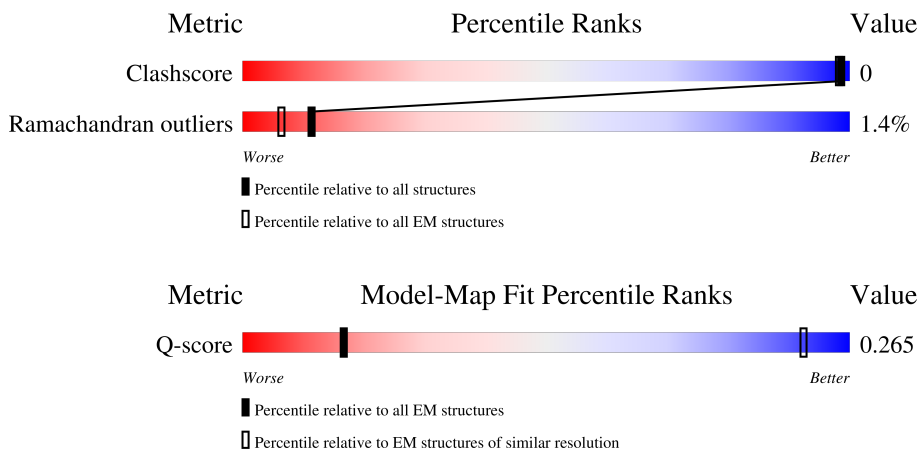 Metric Percentile Ranks Value
Clashscore 0
Ramachandran outliers 1.4%
Worse Better
Percentile relative to all structures
Percentile relative to all EM structures
Metric Model-Map Fit Percentile Ranks Value
Q-score 0.265
Worse Better
Percentile relative to all EM structures
Percentile relative to EM structures of similar resolution